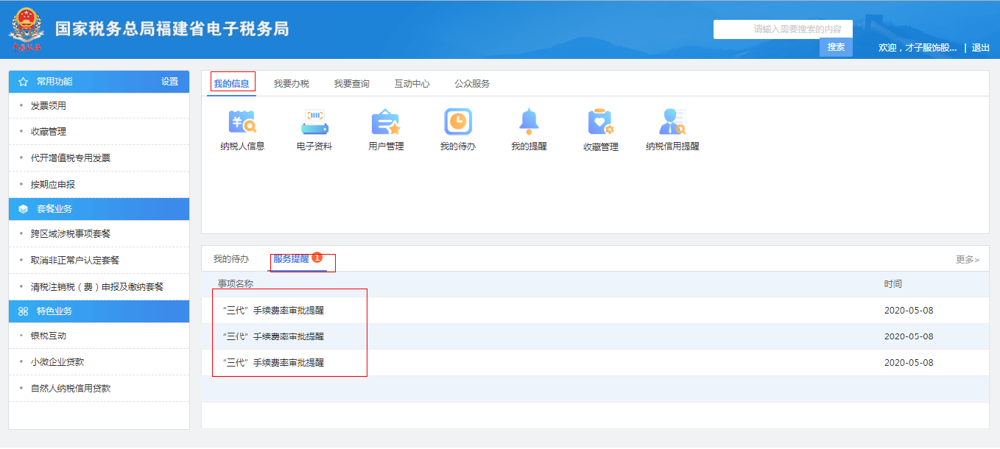 国家税务总局福建省电子税务局
请输入需要搜索的内容
搜索
欢迎，才子服饰股... | 退出
常用功能 设置
发票领用
收藏管理
代开增值税专用发票
按期应申报
套餐业务
跨区域涉税事项套餐
取消非正常户认定套餐
清税注销税（费）申报及缴纳套餐
特色业务
银税互动
小微企业贷款
自然人纳税信用贷款
我的信息 我要办税 我要查询 互动中心 公众服务
纳税人信息 电子资料 用户管理 我的待办 我的提醒 收藏管理 纳税信用提醒
我的待办 服务提醒 1 更多>
事项名称 时间
“三代”手续费率审批提醒 2020-05-08
“三代”手续费率审批提醒 2020-05-08
“三代”手续费率审批提醒 2020-05-08